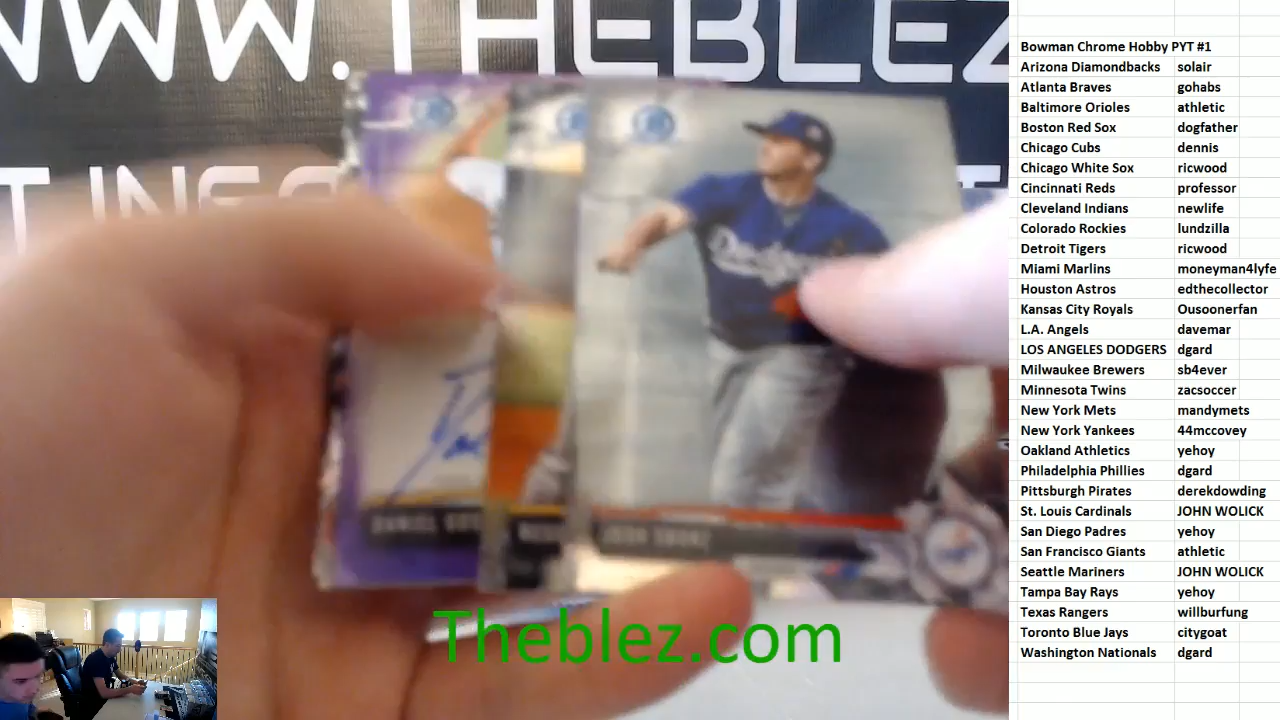 WWW.THEBLEZ
Dodgers
DANIEL
JOSH
Theblez.com
Bowman Chrome Hobby PYT #1
Arizona Diamondbacks solair
Atlanta Braves gohabs
Baltimore Orioles athletic
Boston Red Sox dogfather
Chicago Cubs dennis
Chicago White Sox ricwood
Cincinnati Reds professor
Cleveland Indians newlife
Colorado Rockies lundzilla
Detroit Tigers ricwood
Miami Marlins moneyman4lyfe
Houston Astros edthecollector
Kansas City Royals Ousoonerfan
L.A. Angels davemar
LOS ANGELES DODGERS dgard
Milwaukee Brewers sb4ever
Minnesota Twins zacsoccer
New York Mets mandymets
New York Yankees 44mccovey
Oakland Athletics yehoy
Philadelphia Phillies dgard
Pittsburgh Pirates derekdowding
St. Louis Cardinals JOHN WOLICK
San Diego Padres yehoy
San Francisco Giants athletic
Seattle Mariners JOHN WOLICK
Tampa Bay Rays yehoy
Texas Rangers willburfung
Toronto Blue Jays citygoat
Washington Nationals dgard